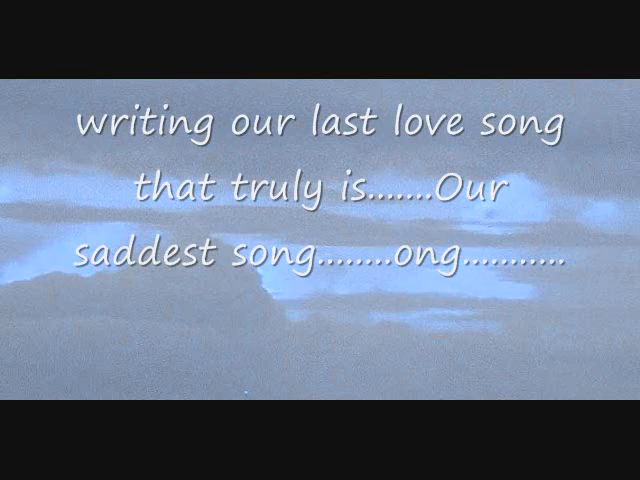 writing our last love song
that truly is.......Our
saddest song........ong...........